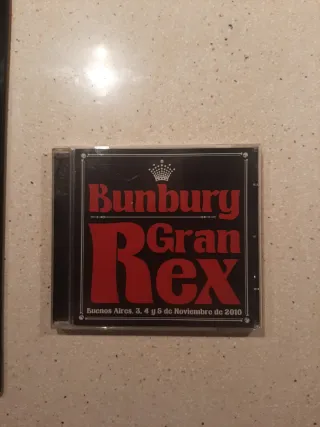 Bunbury
Gran
Rex
Buenos Aires, 3, 4 y 5 de Noviembre de 2010